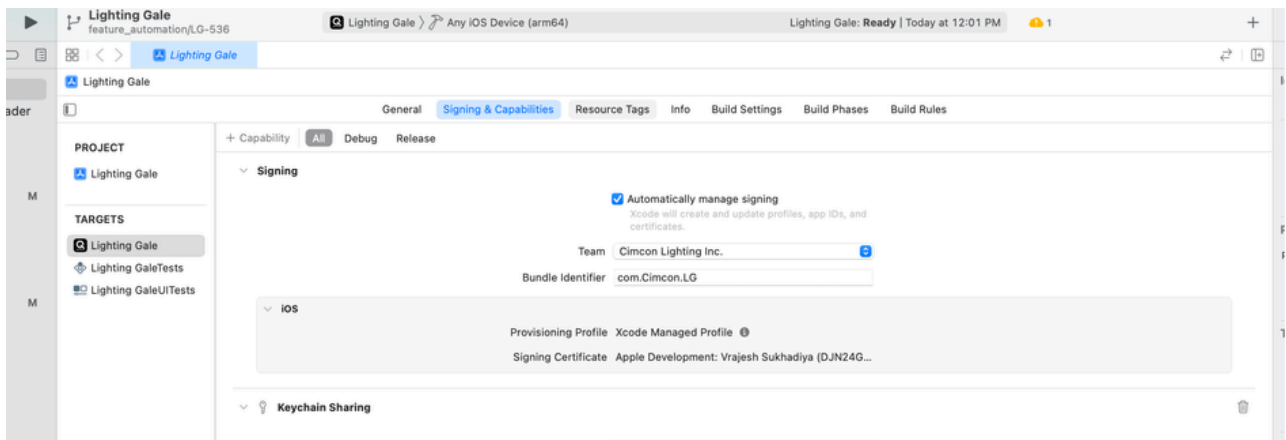 Lighting Gale
feature_automation/LG-536
Lighting Gale 〉 Any iOS Device (arm64)
Lighting Gale: Ready | Today at 12:01 PM
1
Lighting Gale
Lighting Gale
ader
General Signing & Capabilities Resource Tags Info Build Settings Build Phases Build Rules
+ Capability All Debug Release
PROJECT
Lighting Gale
M
TARGETS
Lighting Gale
Lighting GaleTests
Lighting GaleUITests
M
Signing
Automatically manage signing
Xcode will create and update profiles, app IDs, and
certificates.
Team Cimcon Lighting Inc.
Bundle Identifier com.Cimcon.LG
iOS
Provisioning Profile Xcode Managed Profile
Signing Certificate Apple Development: Vrajesh Sukhadiya (DJN24G...
Keychain Sharing